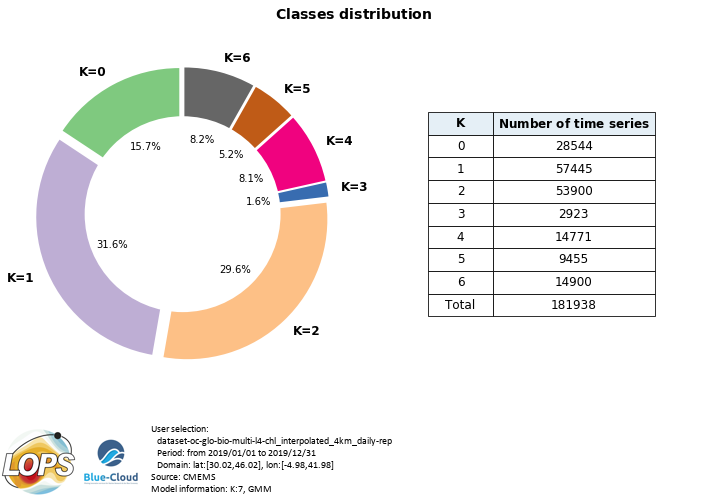 Classes distribution
K=0
K=6
K=5
K=4
K=3
K=2
K=1
15.7%
8.2%
5.2%
8.1%
1.6%
29.6%
31.6%
K Number of time series
0 28544
1 57445
2 53900
3 2923
4 14771
5 9455
6 14900
Total 181938
LOPS
Blue-Cloud
User selection:
dataset-oc-glo-bio-multi-l4-chl_interpolated_4km_daily-rep
Period: from 2019/01/01 to 2019/12/31
Domain: lat:[30.02,46.02], lon:[-4.98,41.98]
Source: CMEMS
Model information: K:7, GMM